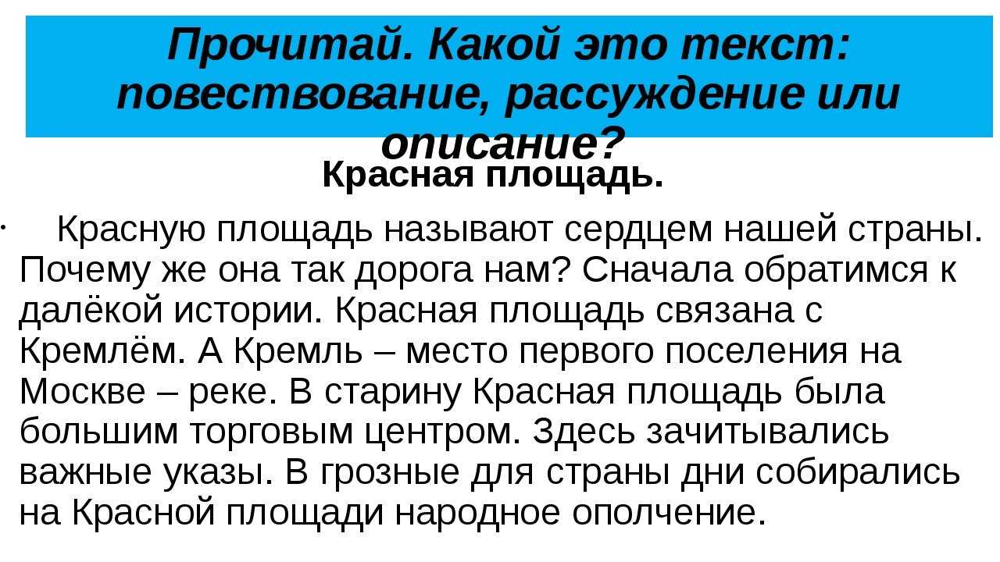 Прочитай. Какой это текст:
повествование, рассуждение или
описание?
Красная площадь.
• Красную площадь называют сердцем нашей страны.
Почему же она так дорога нам? Сначала обратимся к
далёкой истории. Красная площадь связана с
Кремлём. А Кремль – место первого поселения на
Москве – реке. В старину Красная площадь была
большим торговым центром. Здесь зачитывались
важные указы. В грозные для страны дни собирались
на Красной площади народное ополчение.